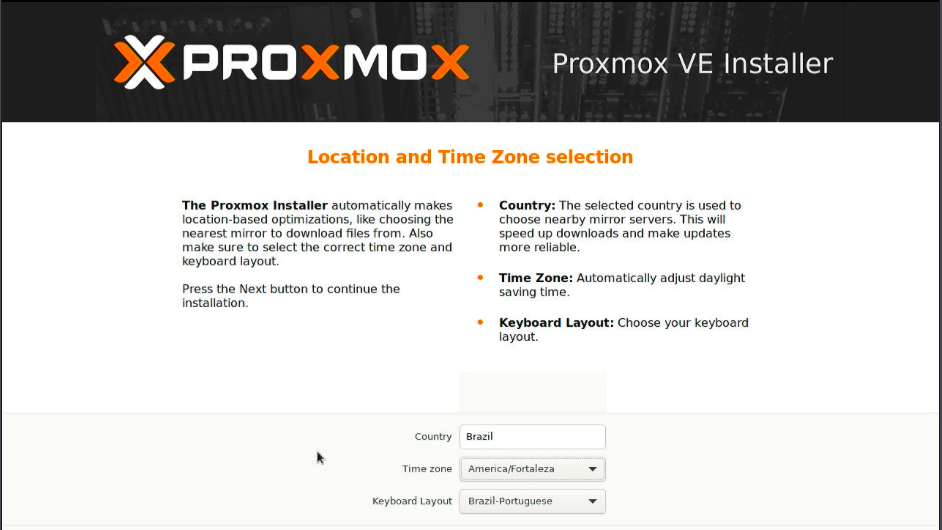 PROXMOX
Proxmox VE Installer
Location and Time Zone selection
The Proxmox Installer automatically makes
location-based optimizations, like choosing the
nearest mirror to download files from. Also
make sure to select the correct time zone and
keyboard layout.
Press the Next button to continue the
installation.
Country: The selected country is used to
choose nearby mirror servers. This will
speed up downloads and make updates
more reliable.
Time Zone: Automatically adjust daylight
saving time.
Keyboard Layout: Choose your keyboard
layout.
Country Brazil
Time zone America/Fortaleza
Keyboard Layout Brazil-Portuguese